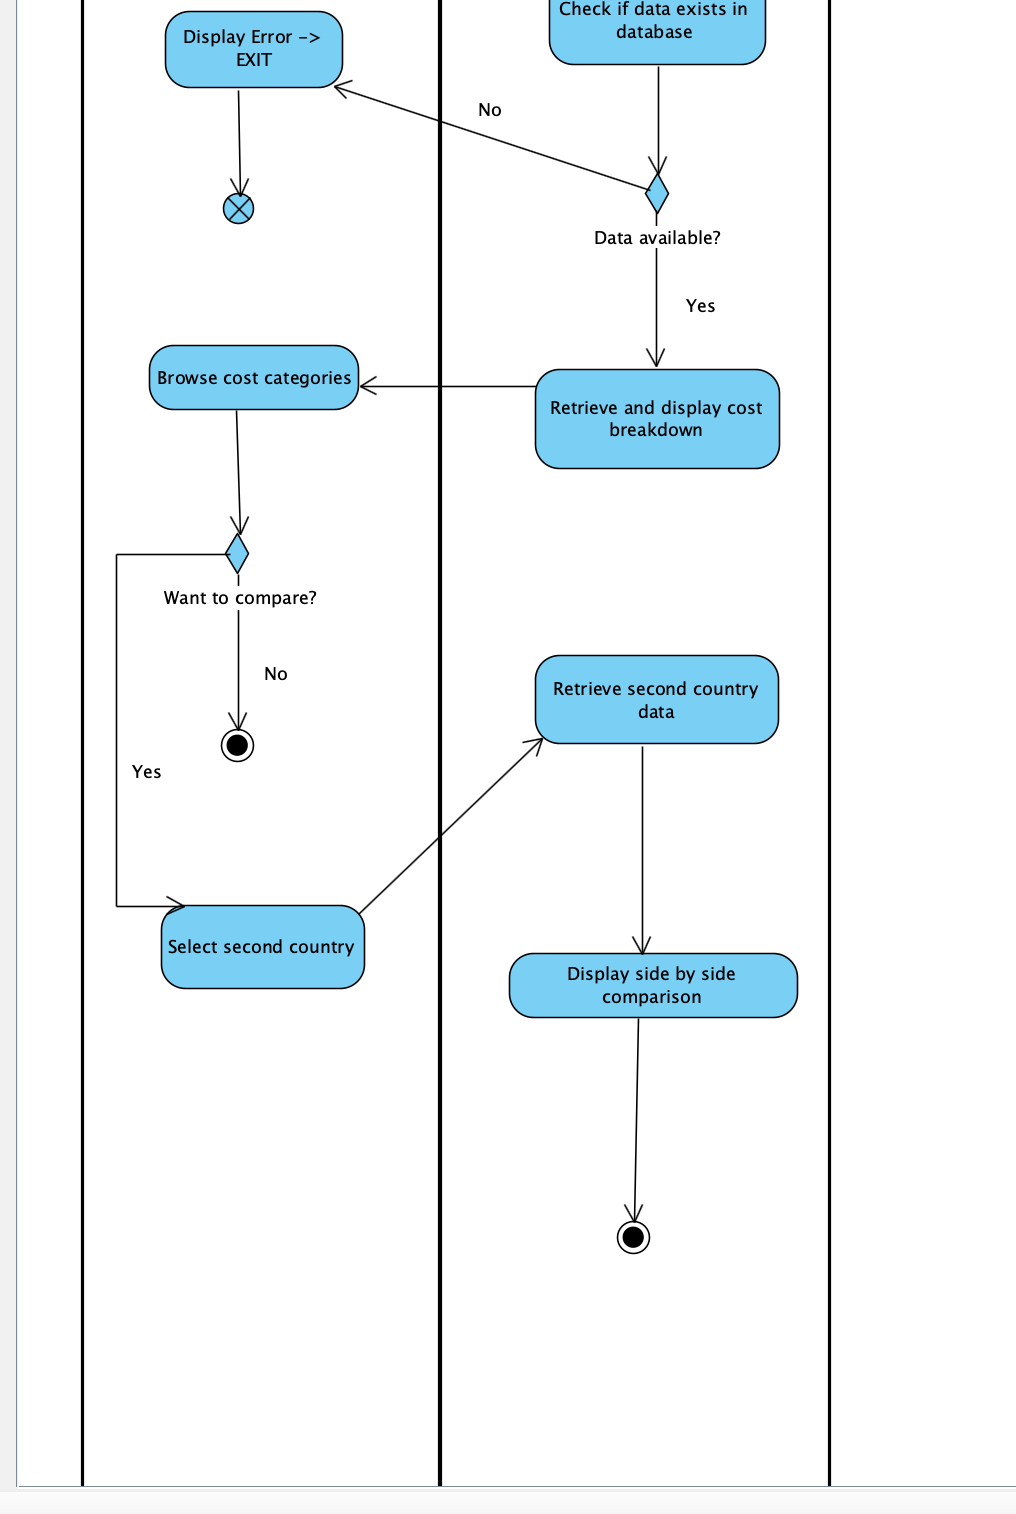 Check if data exists in
database
Display Error ->
EXIT
No
Data available?
Yes
Browse cost categories
Retrieve and display cost
breakdown
Want to compare?
No
Retrieve second country
data
Yes
Select second country
Display side by side
comparison